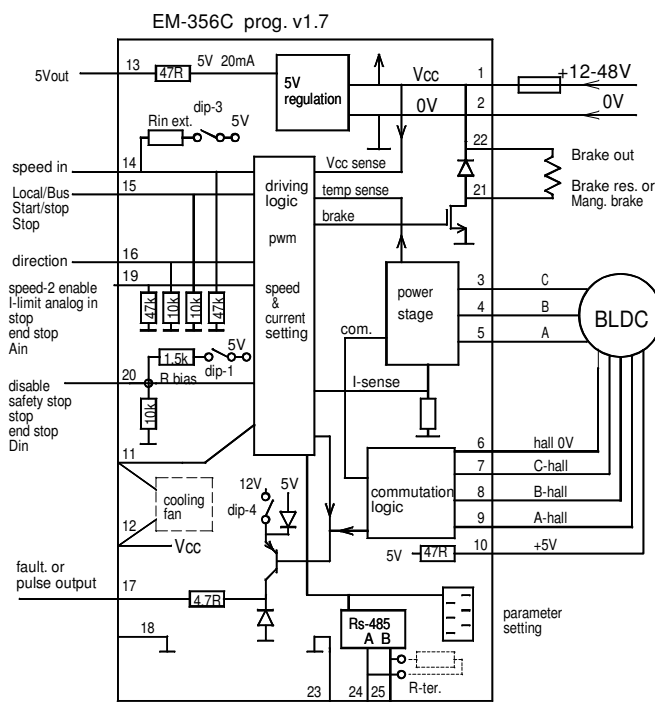 EM-356C prog. v1.7
5Vout
13
47R
5V 20mA
5V
regulation
Vcc
1
+12-48V
0V
2
0V
dip-3
Rin ext.
5V
22
Brake out
speed in
14
Vcc sense
21
Brake res. or
Mang. brake
Local/Bus
Start/stop
Stop
15
driving
logic
temp sense
pwm
brake
direction
16
speed-2 enable
I-limit analog in
stop
end stop
Ain
19
47k
10k
10k
47k
speed
&
current
setting
power
stage
3
C
4
B
5
A
BLDC
com.
5V
1.5k
dip-1
R bias
20
10k
disable
safety stop
stop
end stop
Din
I-sense
11
6
hall 0V
7
C-hall
commutation
logic
8
B-hall
9
A-hall
cooling
fan
12V
5V
dip-4
12
Vcc
5V
47R
10
+5V
fault. or
pulse output
17
4.7R
Rs-485
A B
parameter
setting
18
R-ter.
23
24
25